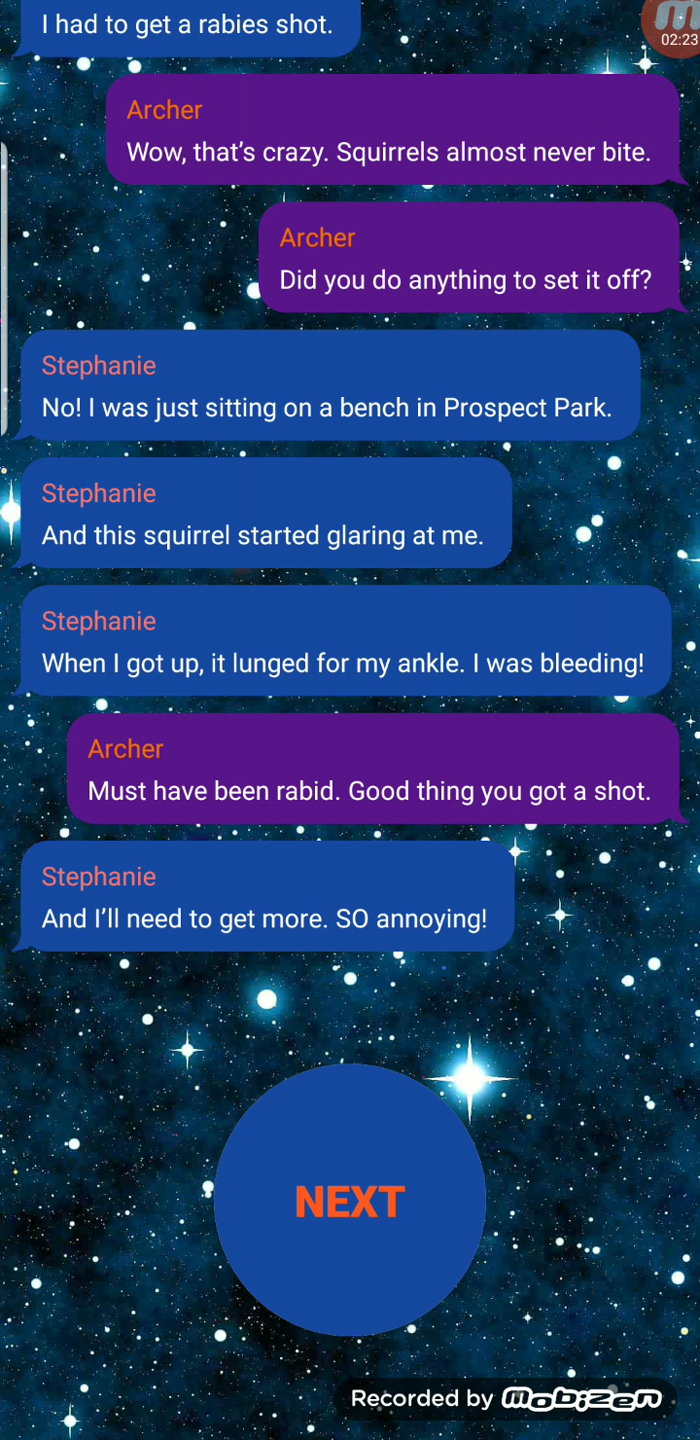 I had to get a rabies shot.
02:23
Archer
Wow, that’s crazy. Squirrels almost never bite.
Archer
Did you do anything to set it off?
Stephanie
No! I was just sitting on a bench in Prospect Park.
Stephanie
And this squirrel started glaring at me.
Stephanie
When I got up, it lunged for my ankle. I was bleeding!
Archer
Must have been rabid. Good thing you got a shot.
Stephanie
And I’ll need to get more. SO annoying!
NEXT
Recorded by mobizen